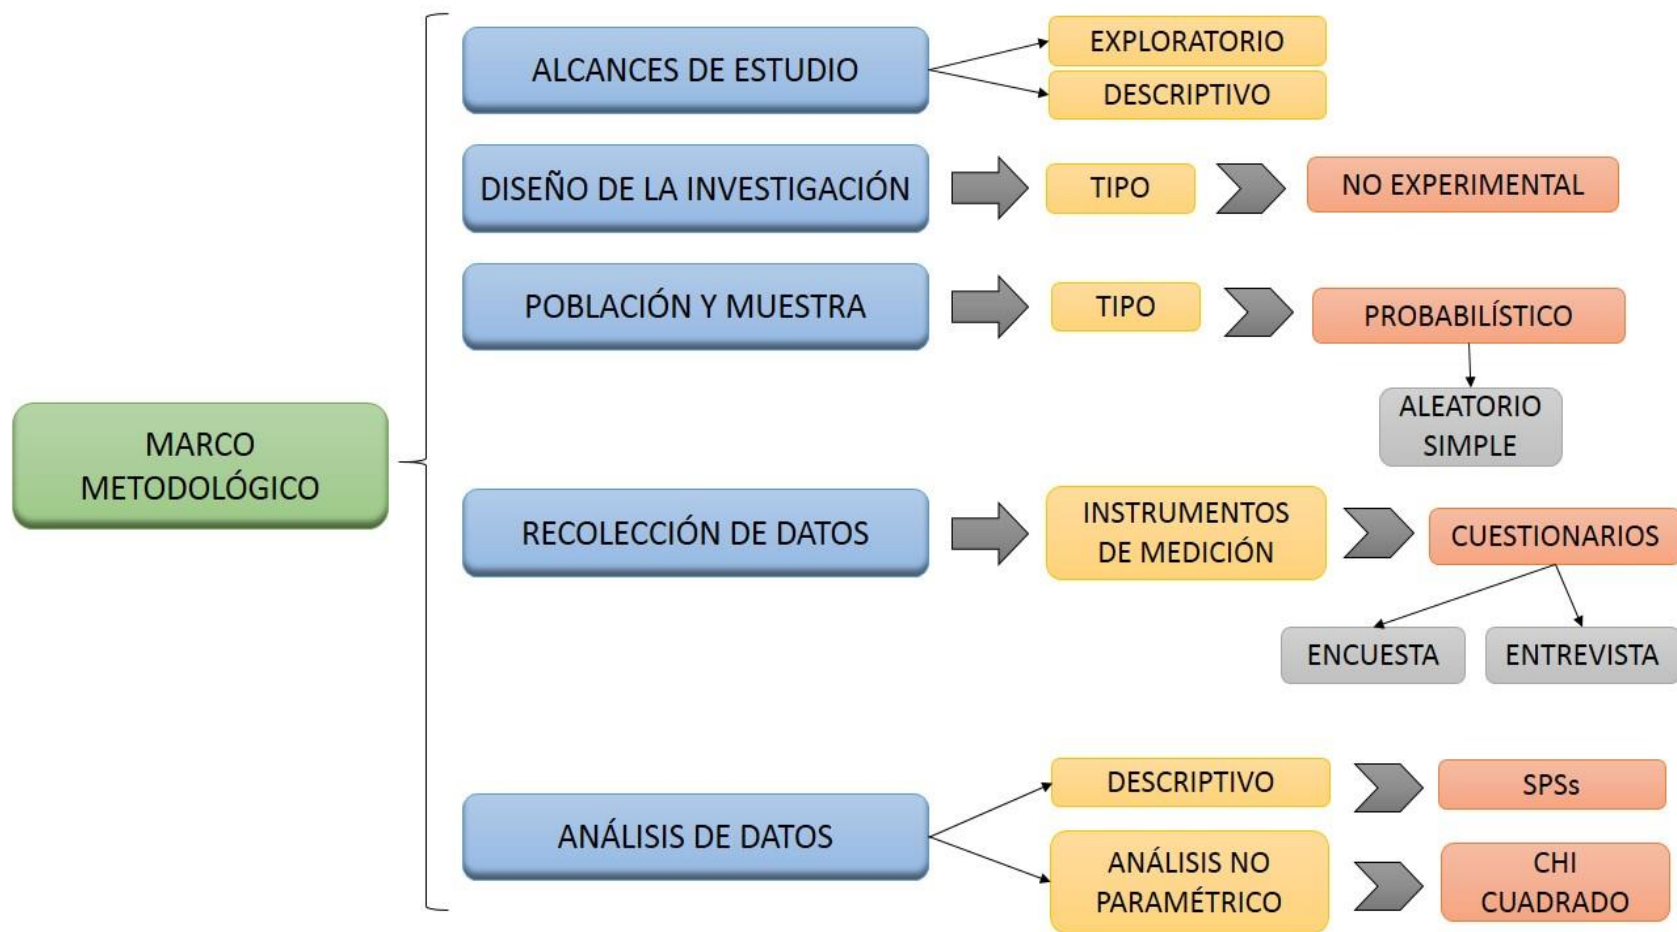 ALCANCES DE ESTUDIO
EXPLORATORIO
DESCRIPTIVO
DISEÑO DE LA INVESTIGACIÓN
TIPO
NO EXPERIMENTAL
POBLACIÓN Y MUESTRA
TIPO
PROBABILÍSTICO
ALEATORIO
SIMPLE
MARCO
METODOLÓGICO
RECOLECCIÓN DE DATOS
INSTRUMENTOS
DE MEDICIÓN
CUESTIONARIOS
ENCUESTA
ENTREVISTA
ANÁLISIS DE DATOS
DESCRIPTIVO
SPSs
ANÁLISIS NO
PARAMÉTRICO
CHI
CUADRADO